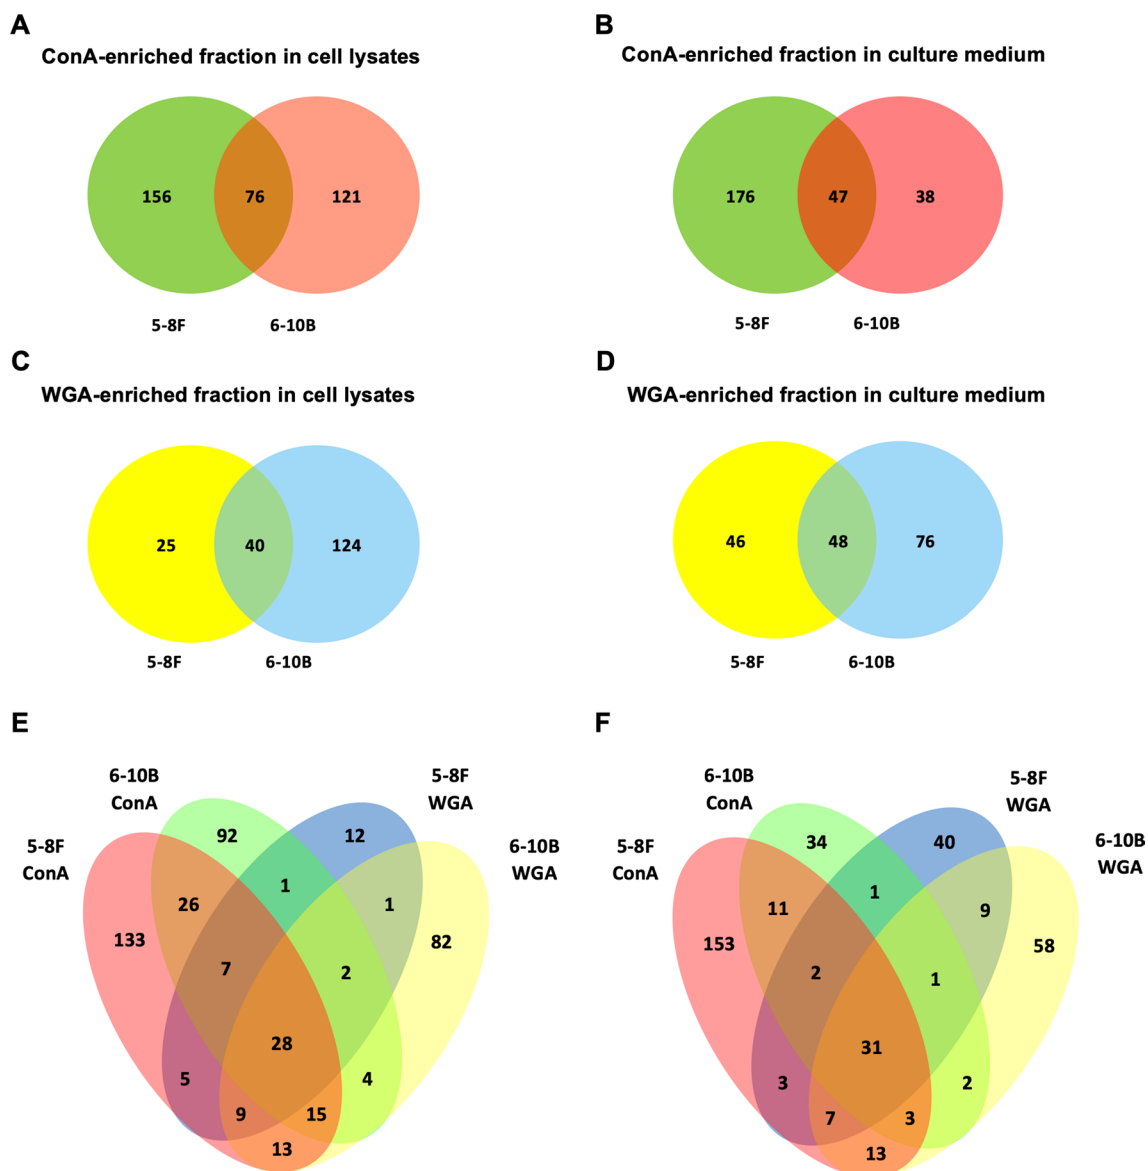 A
ConA-enriched fraction in cell lysates
156
76
121
5-8F
6-10B
B
ConA-enriched fraction in culture medium
176
47
38
5-8F
6-10B
C
WGA-enriched fraction in cell lysates
25
40
124
5-8F
6-10B
D
WGA-enriched fraction in culture medium
46
48
76
5-8F
6-10B
E
6-10B
ConA
5-8F
WGA
5-8F
ConA
6-10B
WGA
92
12
1
26
1
133
82
7
2
28
5
4
9
15
13
F
6-10B
ConA
5-8F
WGA
5-8F
ConA
6-10B
WGA
34
40
1
11
9
153
58
2
1
31
3
2
7
3
13